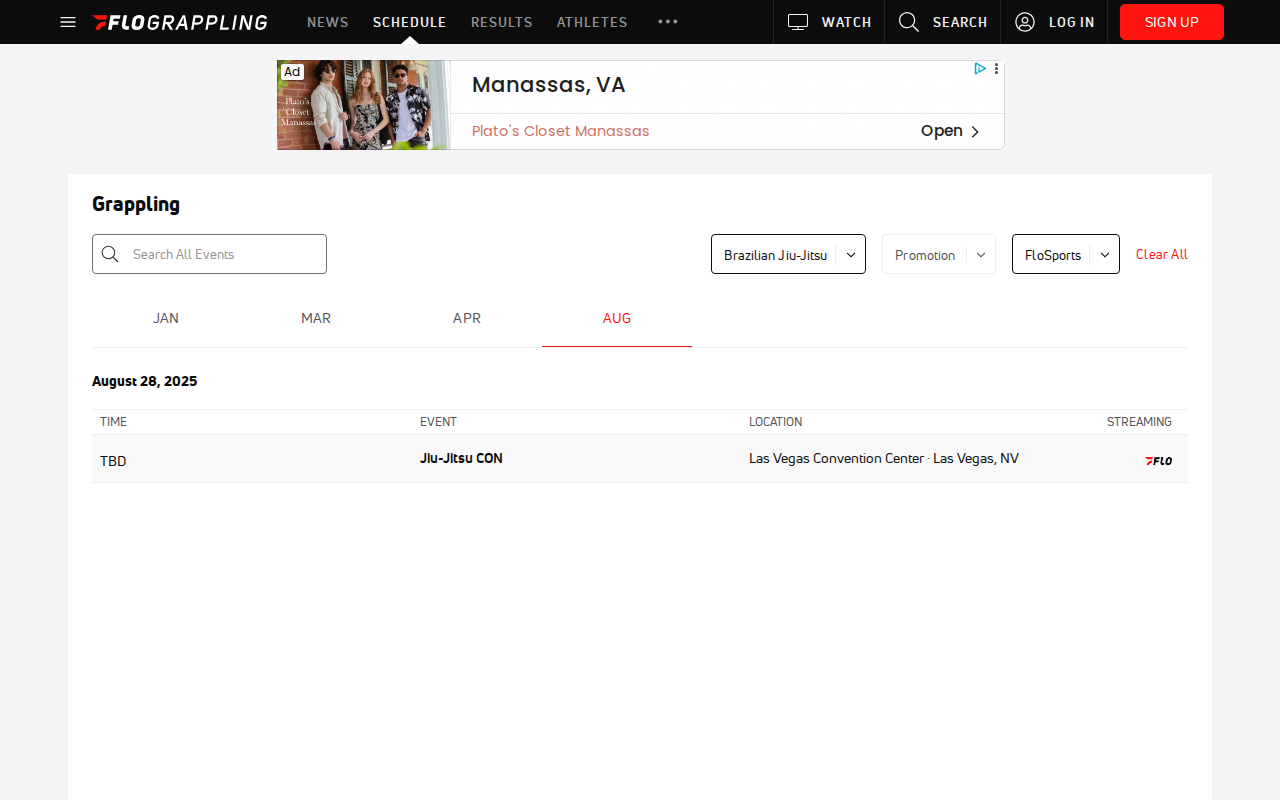 FLOGRAPPLING
NEWS
SCHEDULE
RESULTS
ATHLETES
WATCH
SEARCH
LOG IN
SIGN UP
Ad
Plato's
Closet
Manassas
Manassas, VA
Plato's Closet Manassas
Open
Grappling
Search All Events
Brazilian Jiu-Jitsu
Promotion
FloSports
Clear All
JAN
MAR
APR
AUG
August 28, 2025
TIME
EVENT
LOCATION
STREAMING
TBD
Jiu-Jitsu CON
Las Vegas Convention Center · Las Vegas, NV
FLO